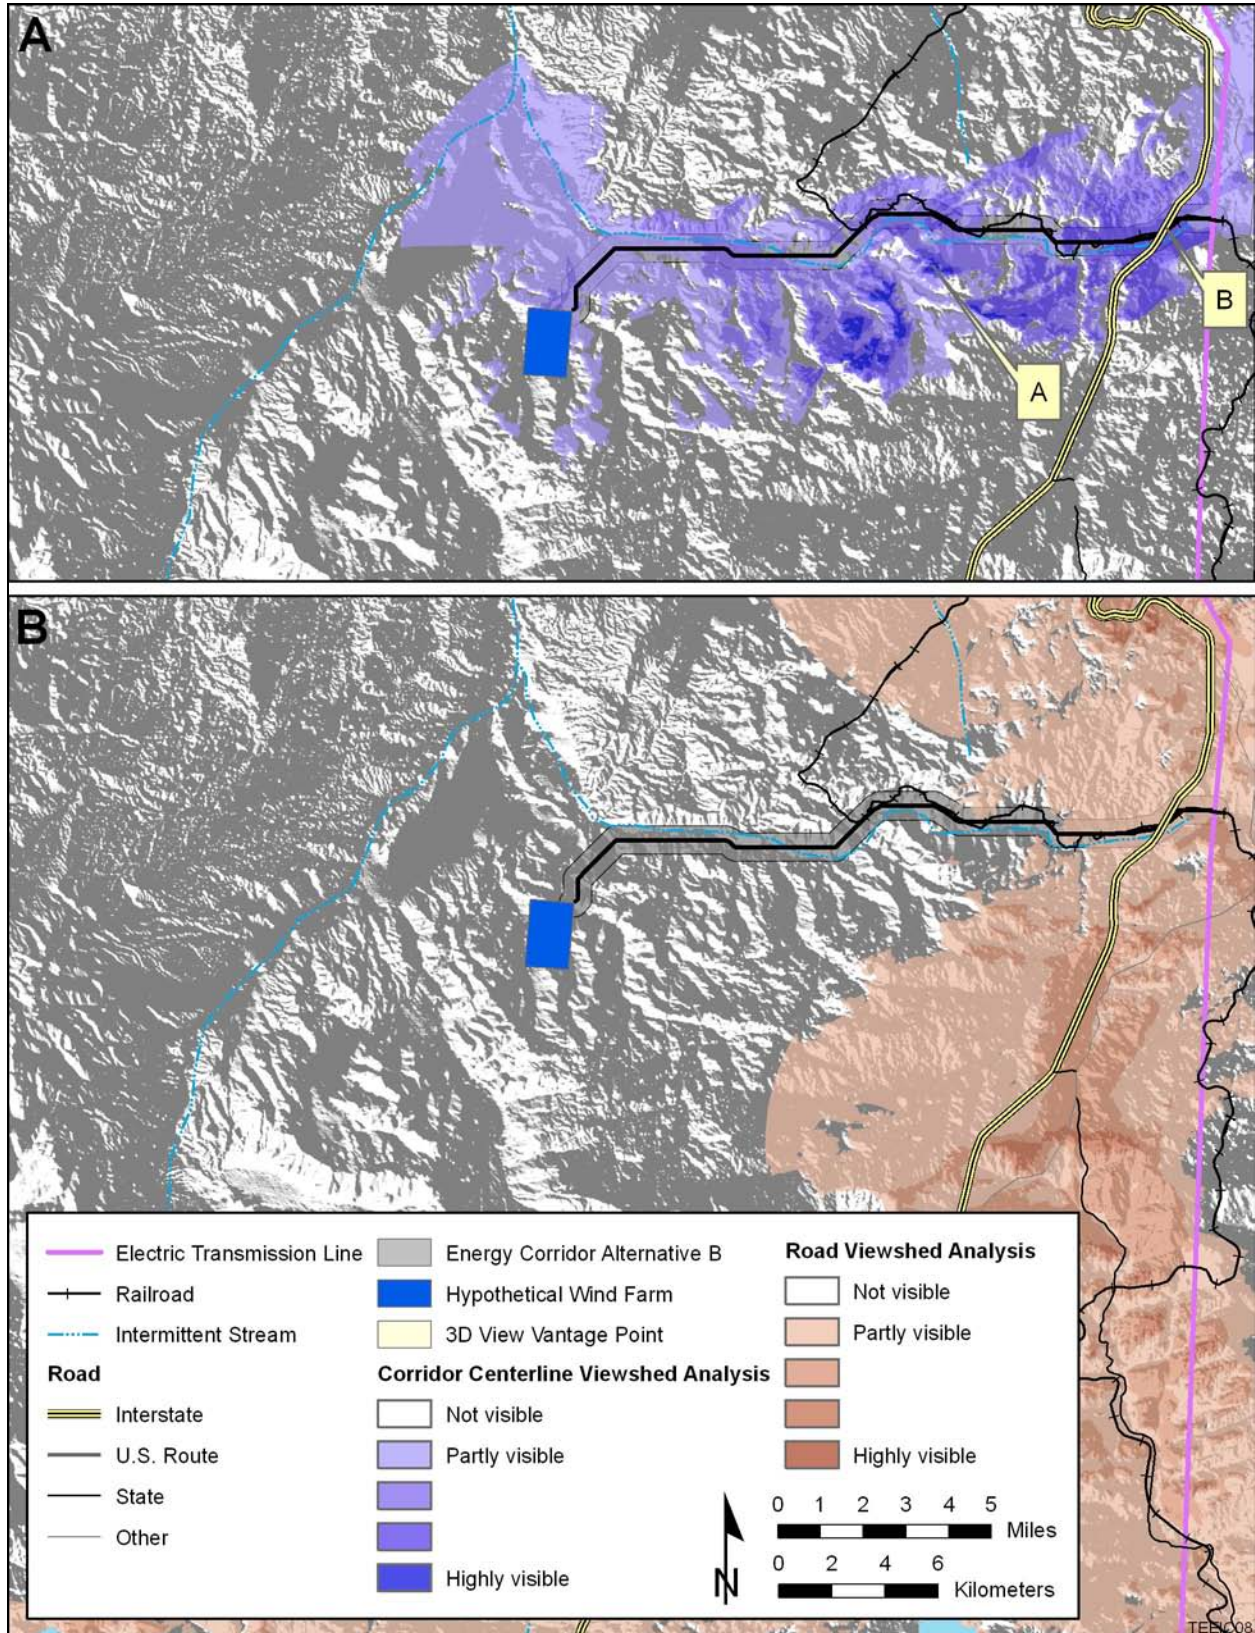 A
B
A
B
Electric Transmission Line
Railroad
Intermittent Stream
Road
Interstate
U.S. Route
State
Other
Energy Corridor Alternative B
Hypothetical Wind Farm
3D View Vantage Point
Corridor Centerline Viewshed Analysis
Not visible
Partly visible
Highly visible
Road Viewshed Analysis
Not visible
Partly visible
Highly visible
N
0 1 2 3 4 5
Miles
0 2 4 6
Kilometers
TEEIC08